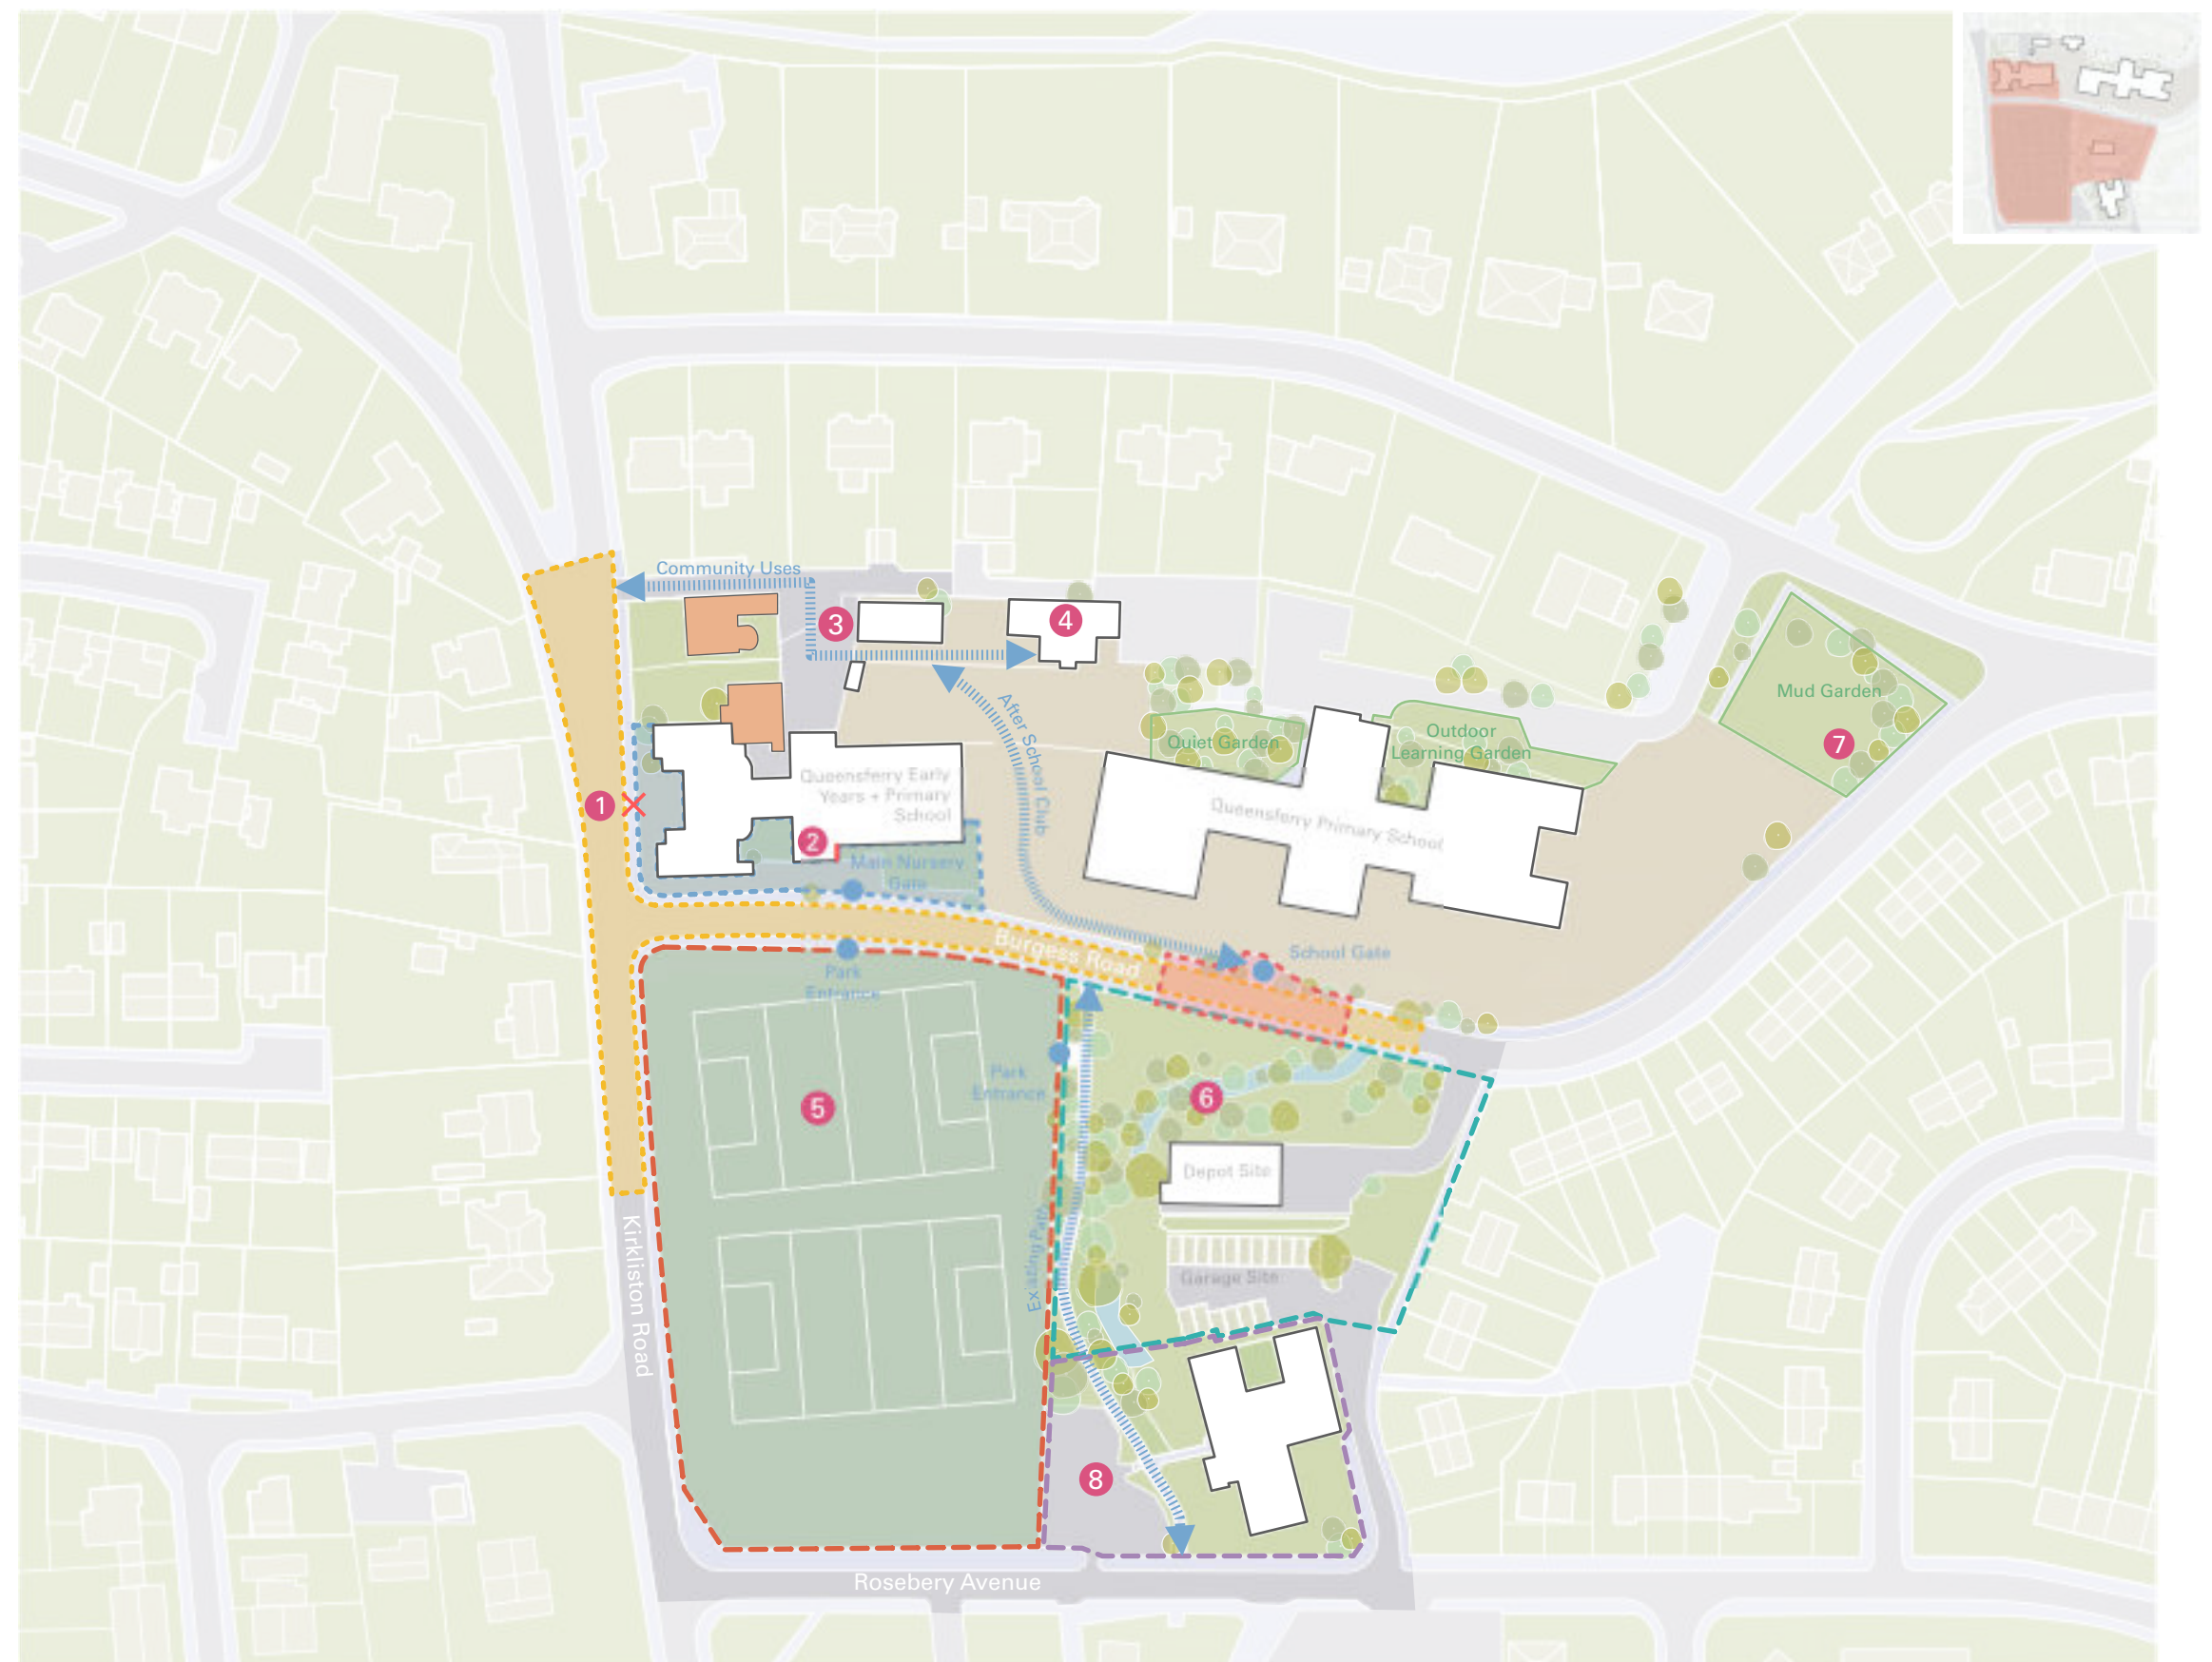 Community Uses
3
4
After School Club
Mud Garden
7
Quiet Garden
Outdoor
Learning Garden
1
Queensferry Early
Years + Primary
School
2
Main Nursery
Gate
Queensferry Primary School
School Gate
Burgess Road
Park
Entrance
Park
Entrance
5
6
Depot Site
Existing Path
Garage Site
Kirkliston Road
8
Rosebery Avenue